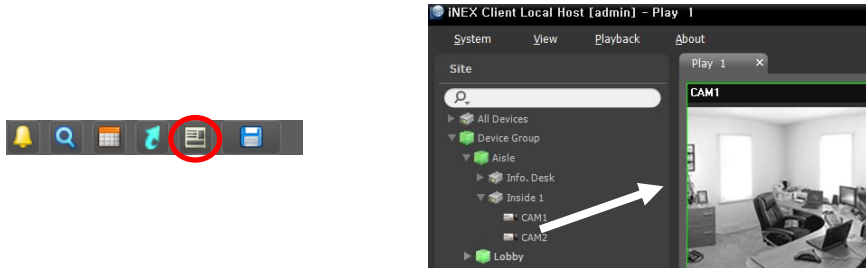 iNEX Client Local Host [admin] – Play 1
System View Playback About
Site
Play 1 ×
CAM1
All Devices
Device Group
Aisle
Info. Desk
Inside 1
CAM1
CAM2
Lobby